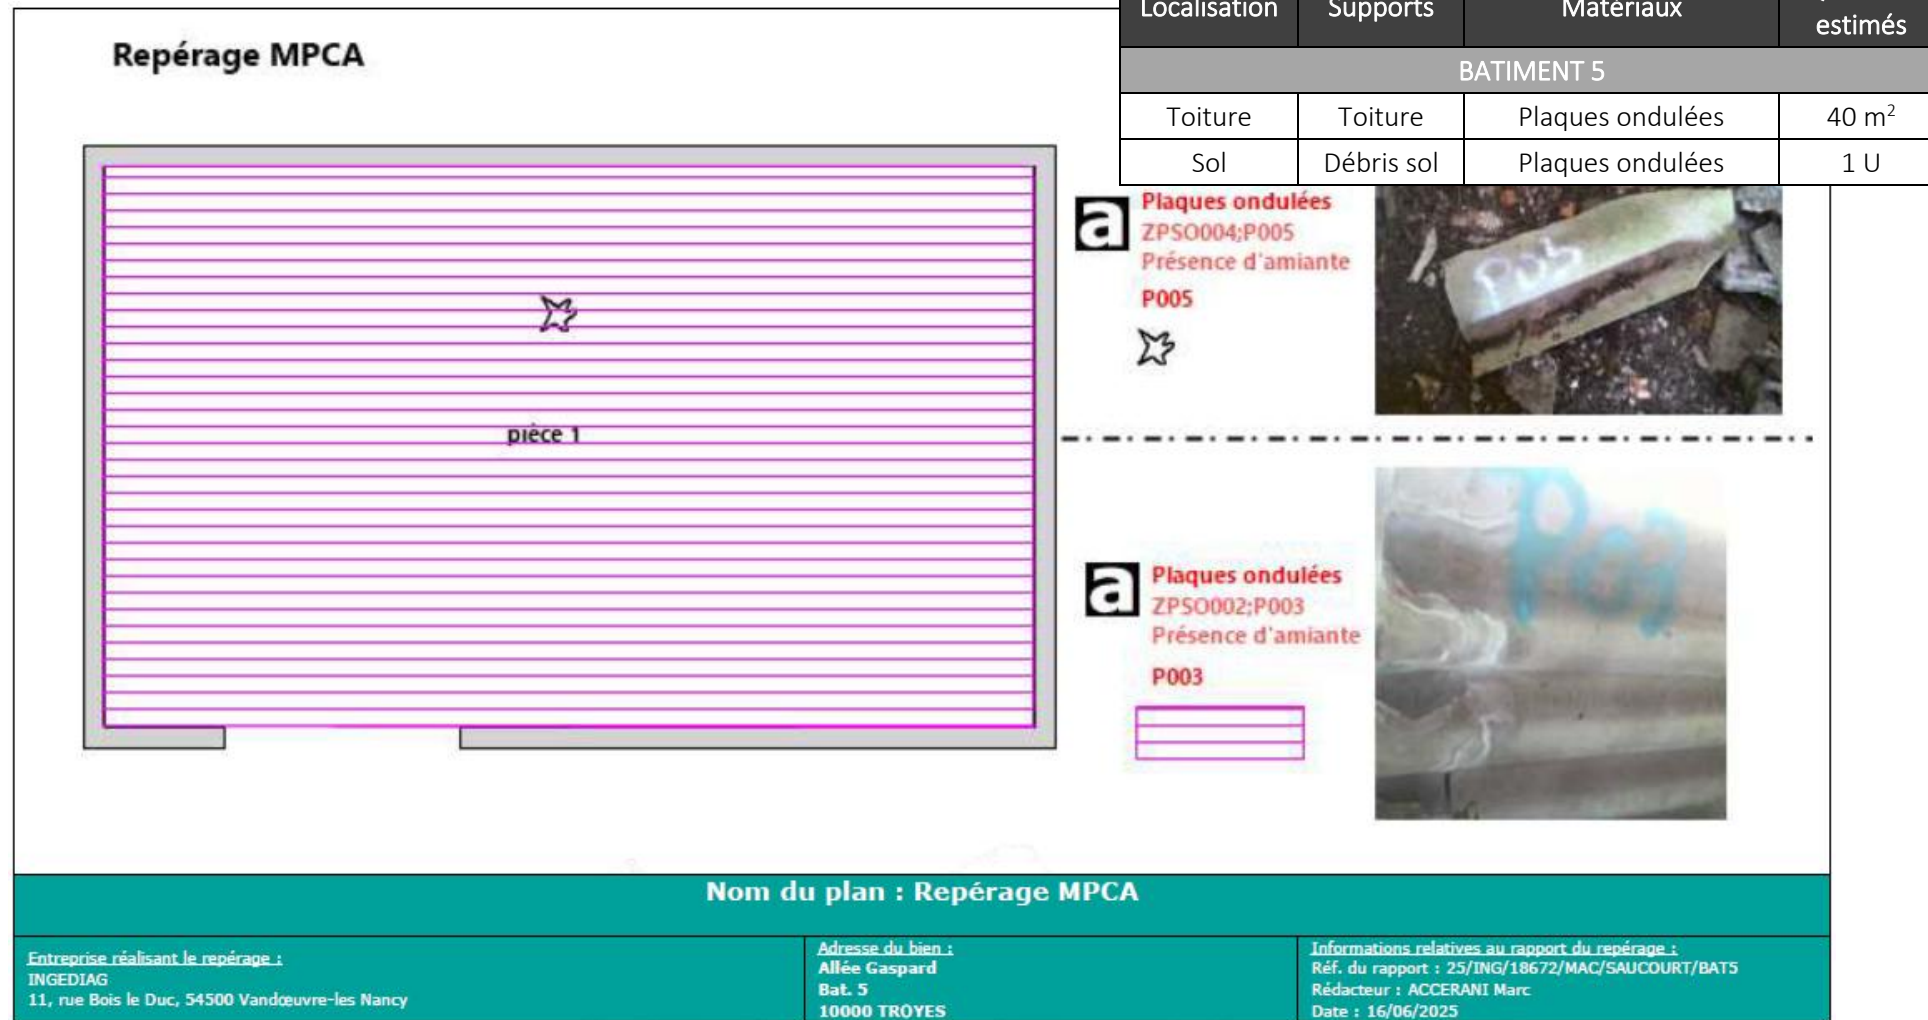 Repérage MPCA
Localisation Supports Matériaux
estimés
BATIMENT 5
Toiture Toiture Plaques ondulées 40 m²
Sol Débris sol Plaques ondulées 1 U
a Plaques ondulées
ZPSO004;P005
Présence d'amiante
P005
P005
pièce 1
a Plaques ondulées
ZPSO002;P003
Présence d'amiante
P003
P003
Nom du plan : Repérage MPCA
Entreprise réalisant le repérage :
INGEDIAG
11, rue Bois le Duc, 54500 Vandœuvre-les Nancy
Adresse du bien :
Allée Gaspard
Bat. 5
10000 TROYES
Informations relatives au rapport du repérage :
Réf. du rapport : 25/ING/18672/MAC/SAUCOURT/BAT5
Rédacteur : ACCERANI Marc
Date : 16/06/2025